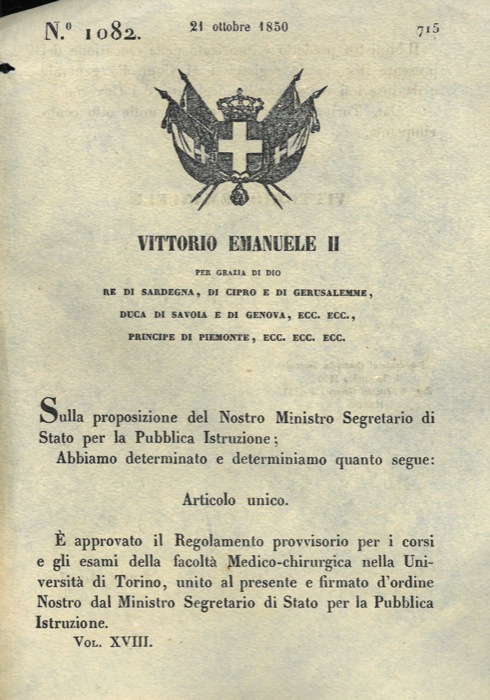 N.º 1082.
21 ottobre 1850
715
VITTORIO EMANUELE II
PER GRAZIA DI DIO
RE DI SARDEGNA, DI CIPRO E DI GERUSALEMME,
DUCA DI SAVOIA E DI GENOVA, ECC. ECC.,
PRINCIPE DI PIEMONTE, ECC. ECC. ECC.
Sulla proposizione del Nostro Ministro Segretario di
Stato per la Pubblica Istruzione;
Abbiamo determinato e determiniamo quanto segue:
Articolo unico.
È approvato il Regolamento provvisorio per i corsi
e gli esami della facoltà Medico-chirurgica nella Uni-
versità di Torino, unito al presente e firmato d'ordine
Nostro dal Ministro Segretario di Stato per la Pubblica
Istruzione.
VOL. XVIII.